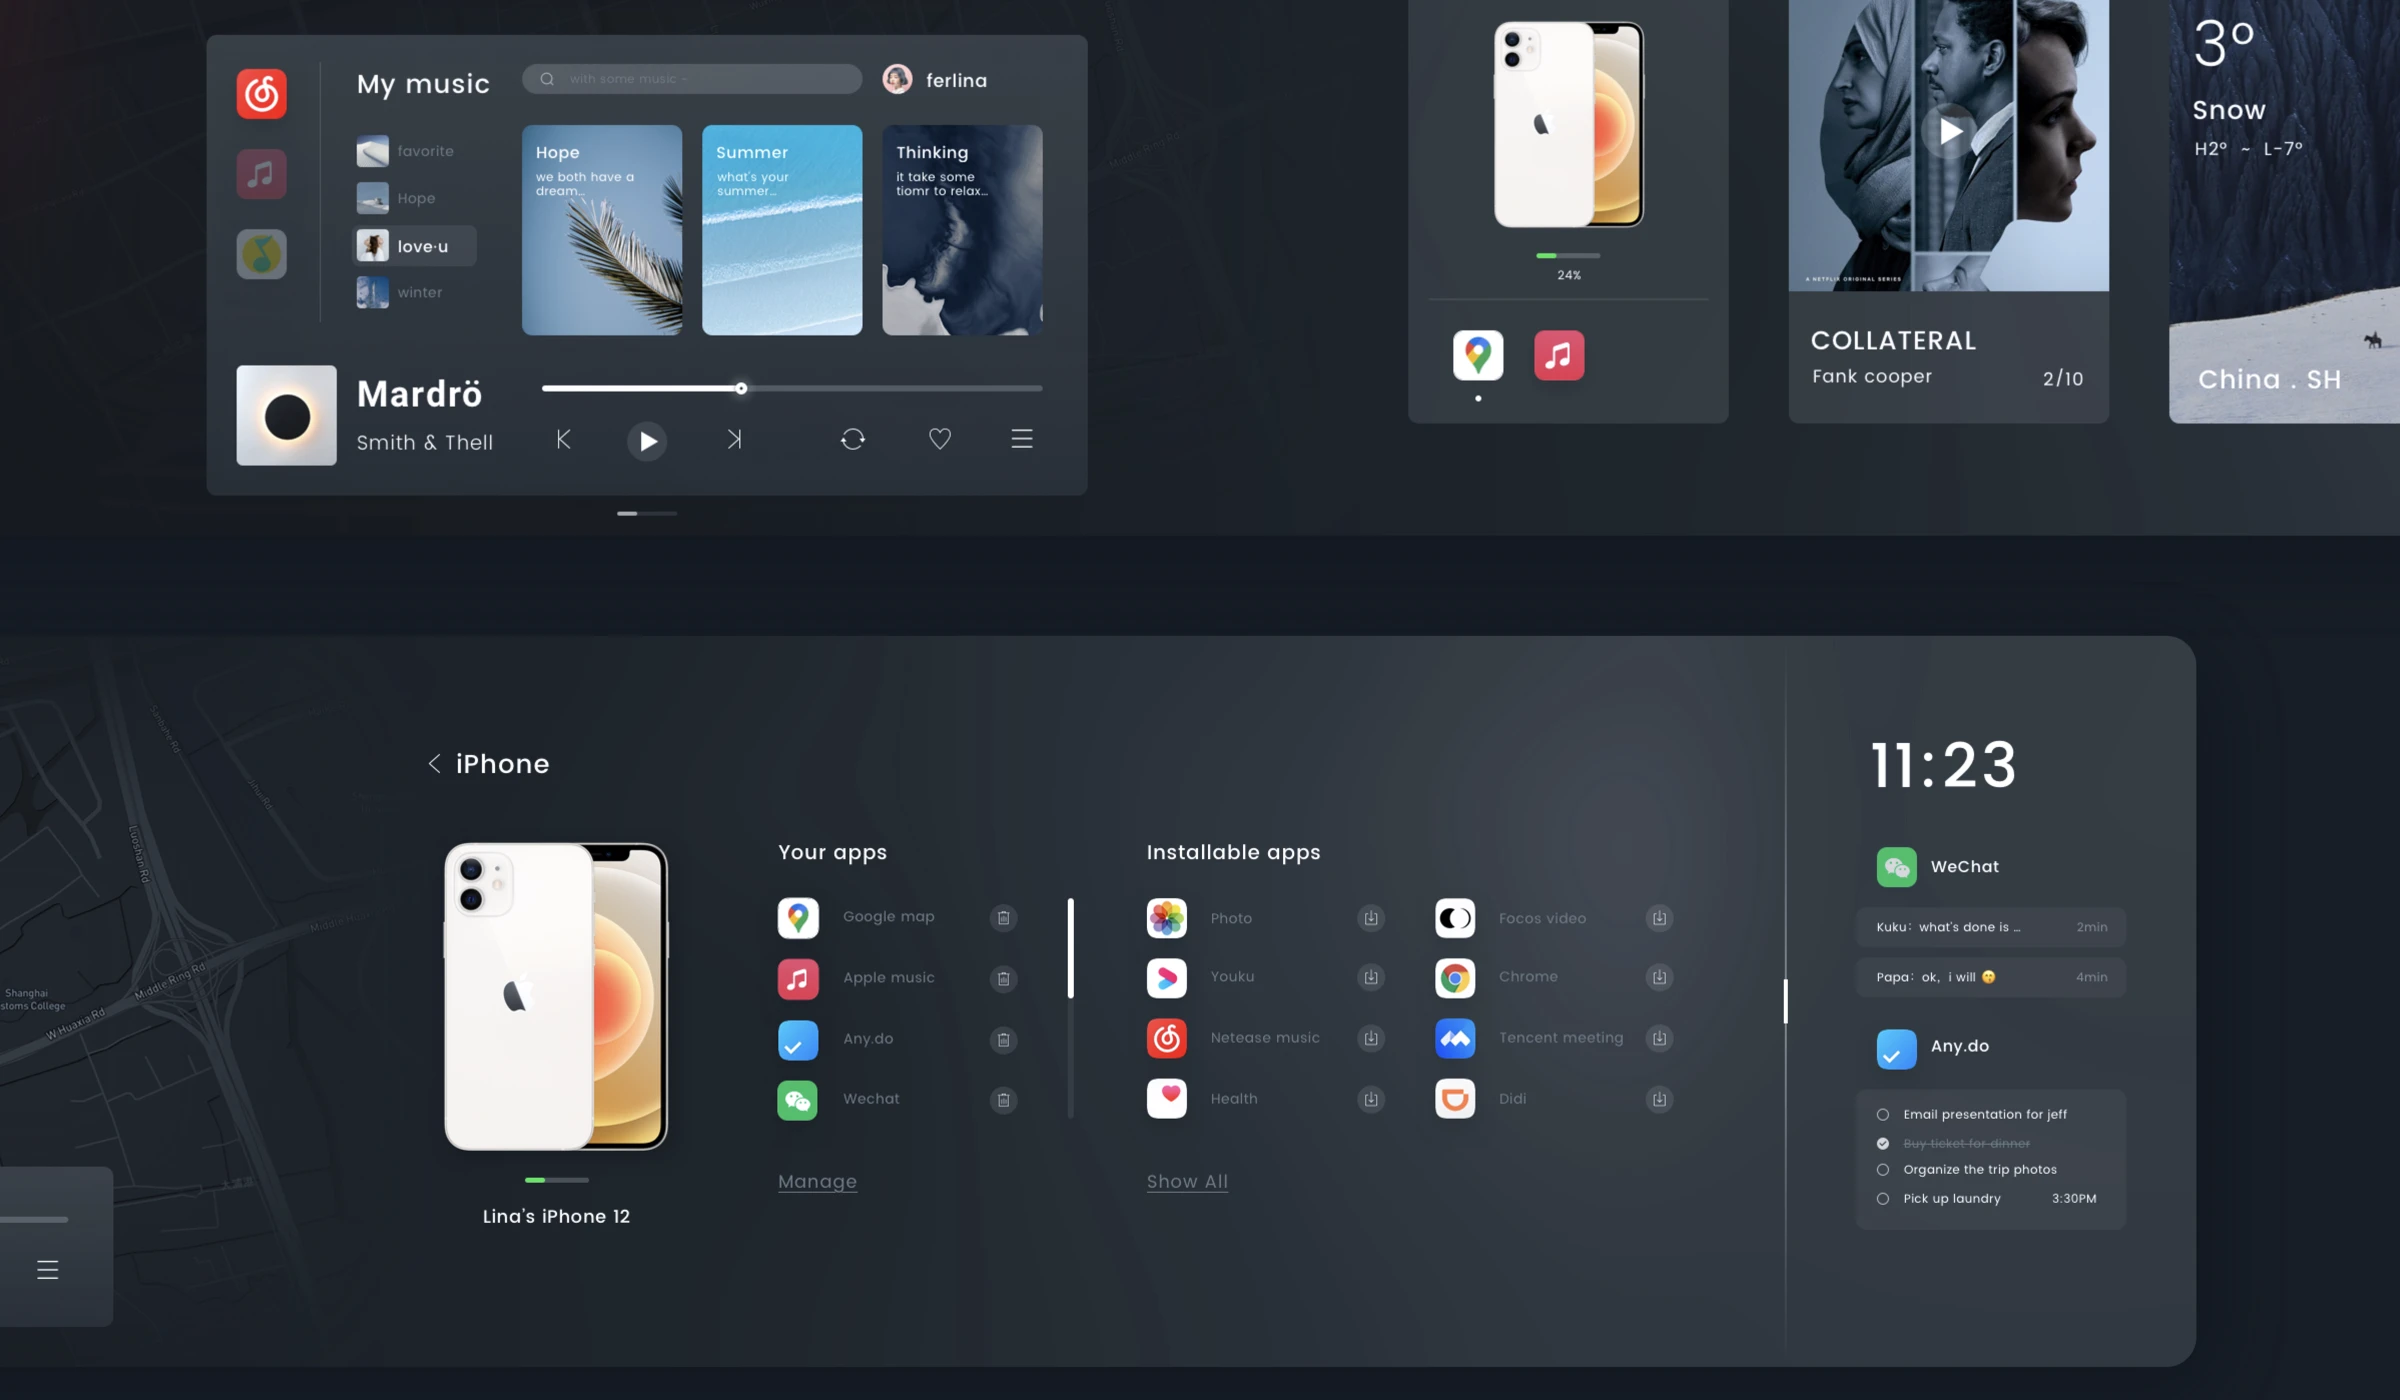 My music
with some music ~
ferlina
favorite
Hope
love·u
winter
Hope
we both have a
dream...
Summer
what's your
summer...
Thinking
it take some
tiomr to relax...
Mardrö
Smith & Thell
24%
A NETFLIX ORIGINAL SERIES
COLLATERAL
Fank cooper
2/10
3°
Snow
H2° ~ L-7°
China . SH
Middle Ring Rd
Luoshan Rd
Middle Ring Rd
W Huaxia Rd
Shanghai
stoms College
iPhone
Lina's iPhone 12
Your apps
Google map
Apple music
Any.do
Wechat
Manage
Installable apps
Photo
Youku
Netease music
Health
Focos video
Chrome
Tencent meeting
Didi
Show All
11:23
WeChat
Kuku: what's done is ... 2min
Papa: ok, i will 😙 4min
Any.do
Email presentation for jeff
Buy ticket for dinner
Organize the trip photos
Pick up laundry 3:30PM